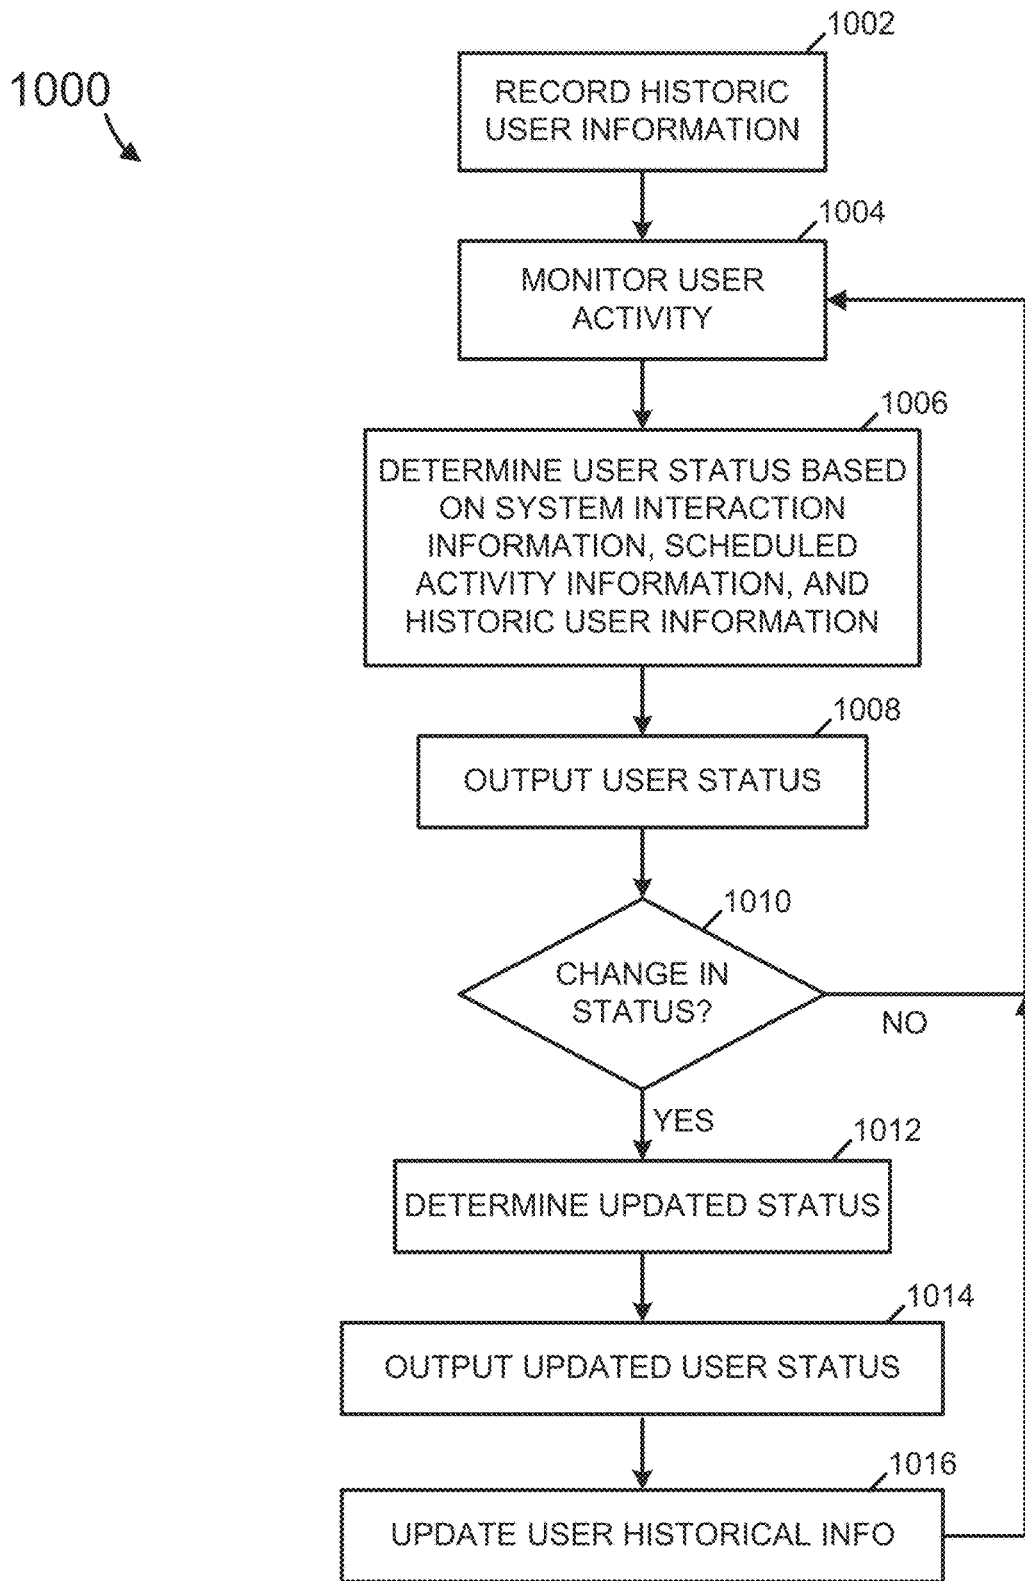 1000
1002
RECORD HISTORIC
USER INFORMATION
1004
MONITOR USER
ACTIVITY
1006
DETERMINE USER STATUS BASED
ON SYSTEM INTERACTION
INFORMATION, SCHEDULED
ACTIVITY INFORMATION, AND
HISTORIC USER INFORMATION
1008
OUTPUT USER STATUS
1010
CHANGE IN
STATUS?
NO
YES
1012
DETERMINE UPDATED STATUS
1014
OUTPUT UPDATED USER STATUS
1016
UPDATE USER HISTORICAL INFO